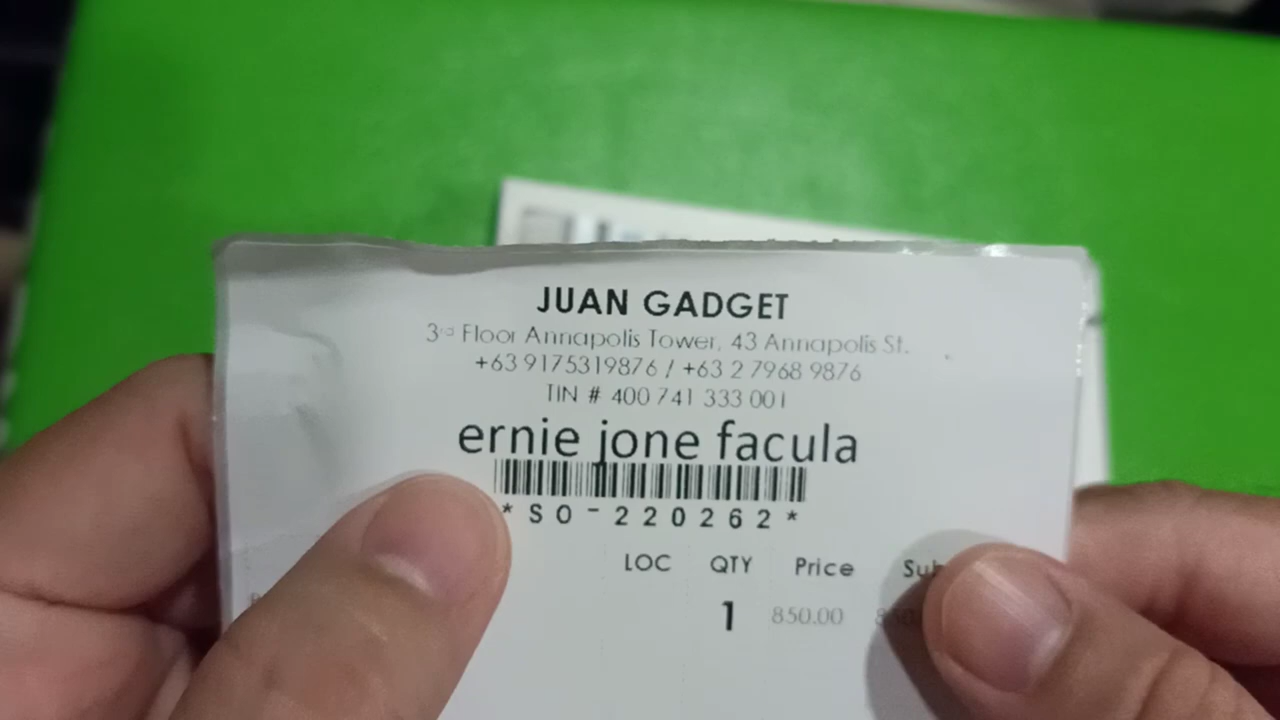 JUAN GADGET
3rd Floor Annapolis Tower, 43 Annapolis St.
+63 9175319876 / +63 2 7968 9876
TIN # 400 741 333 001
ernie jone facula
*SO-220262*
LOC QTY Price
1 850.00